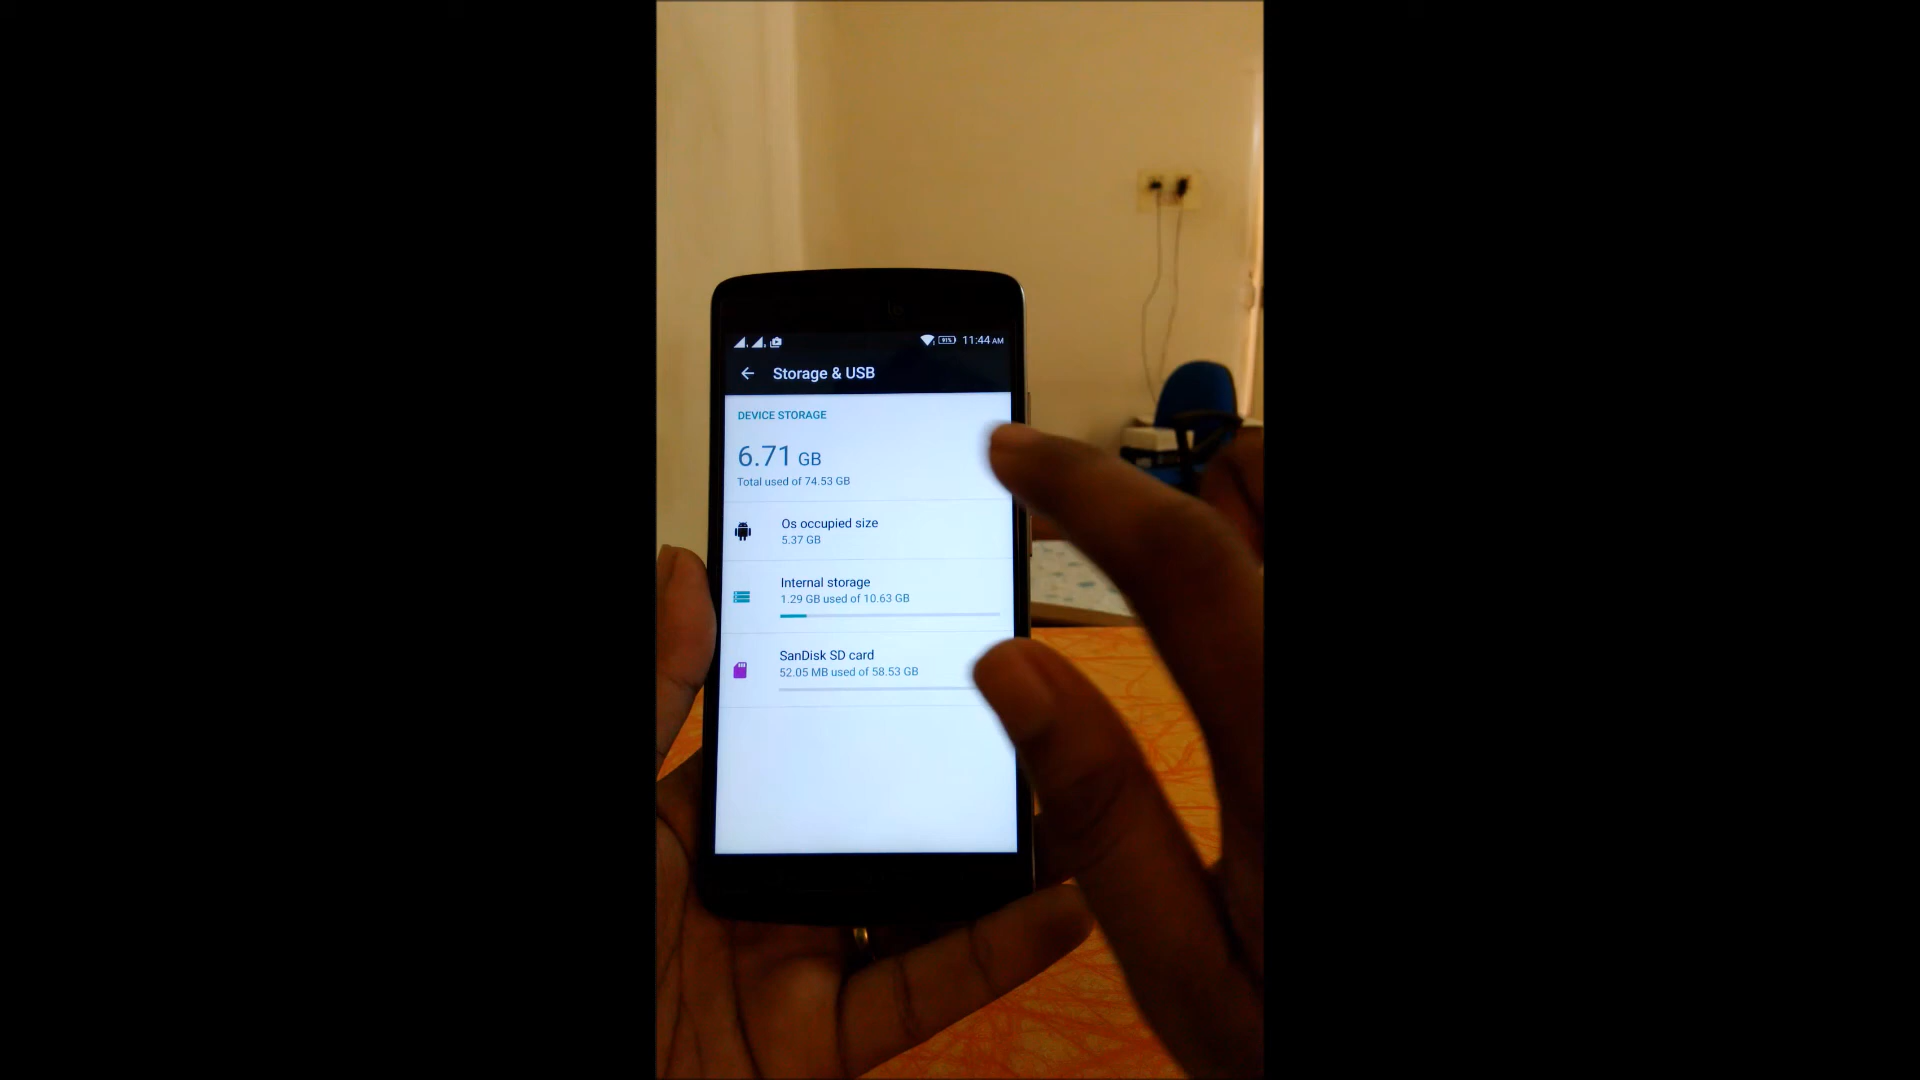 91%
11:44 AM
Storage & USB
DEVICE STORAGE
6.71 GB
Total used of 74.53 GB
Os occupied size
5.37 GB
Internal storage
1.29 GB used of 10.63 GB
SanDisk SD card
52.05 MB used of 58.53 GB